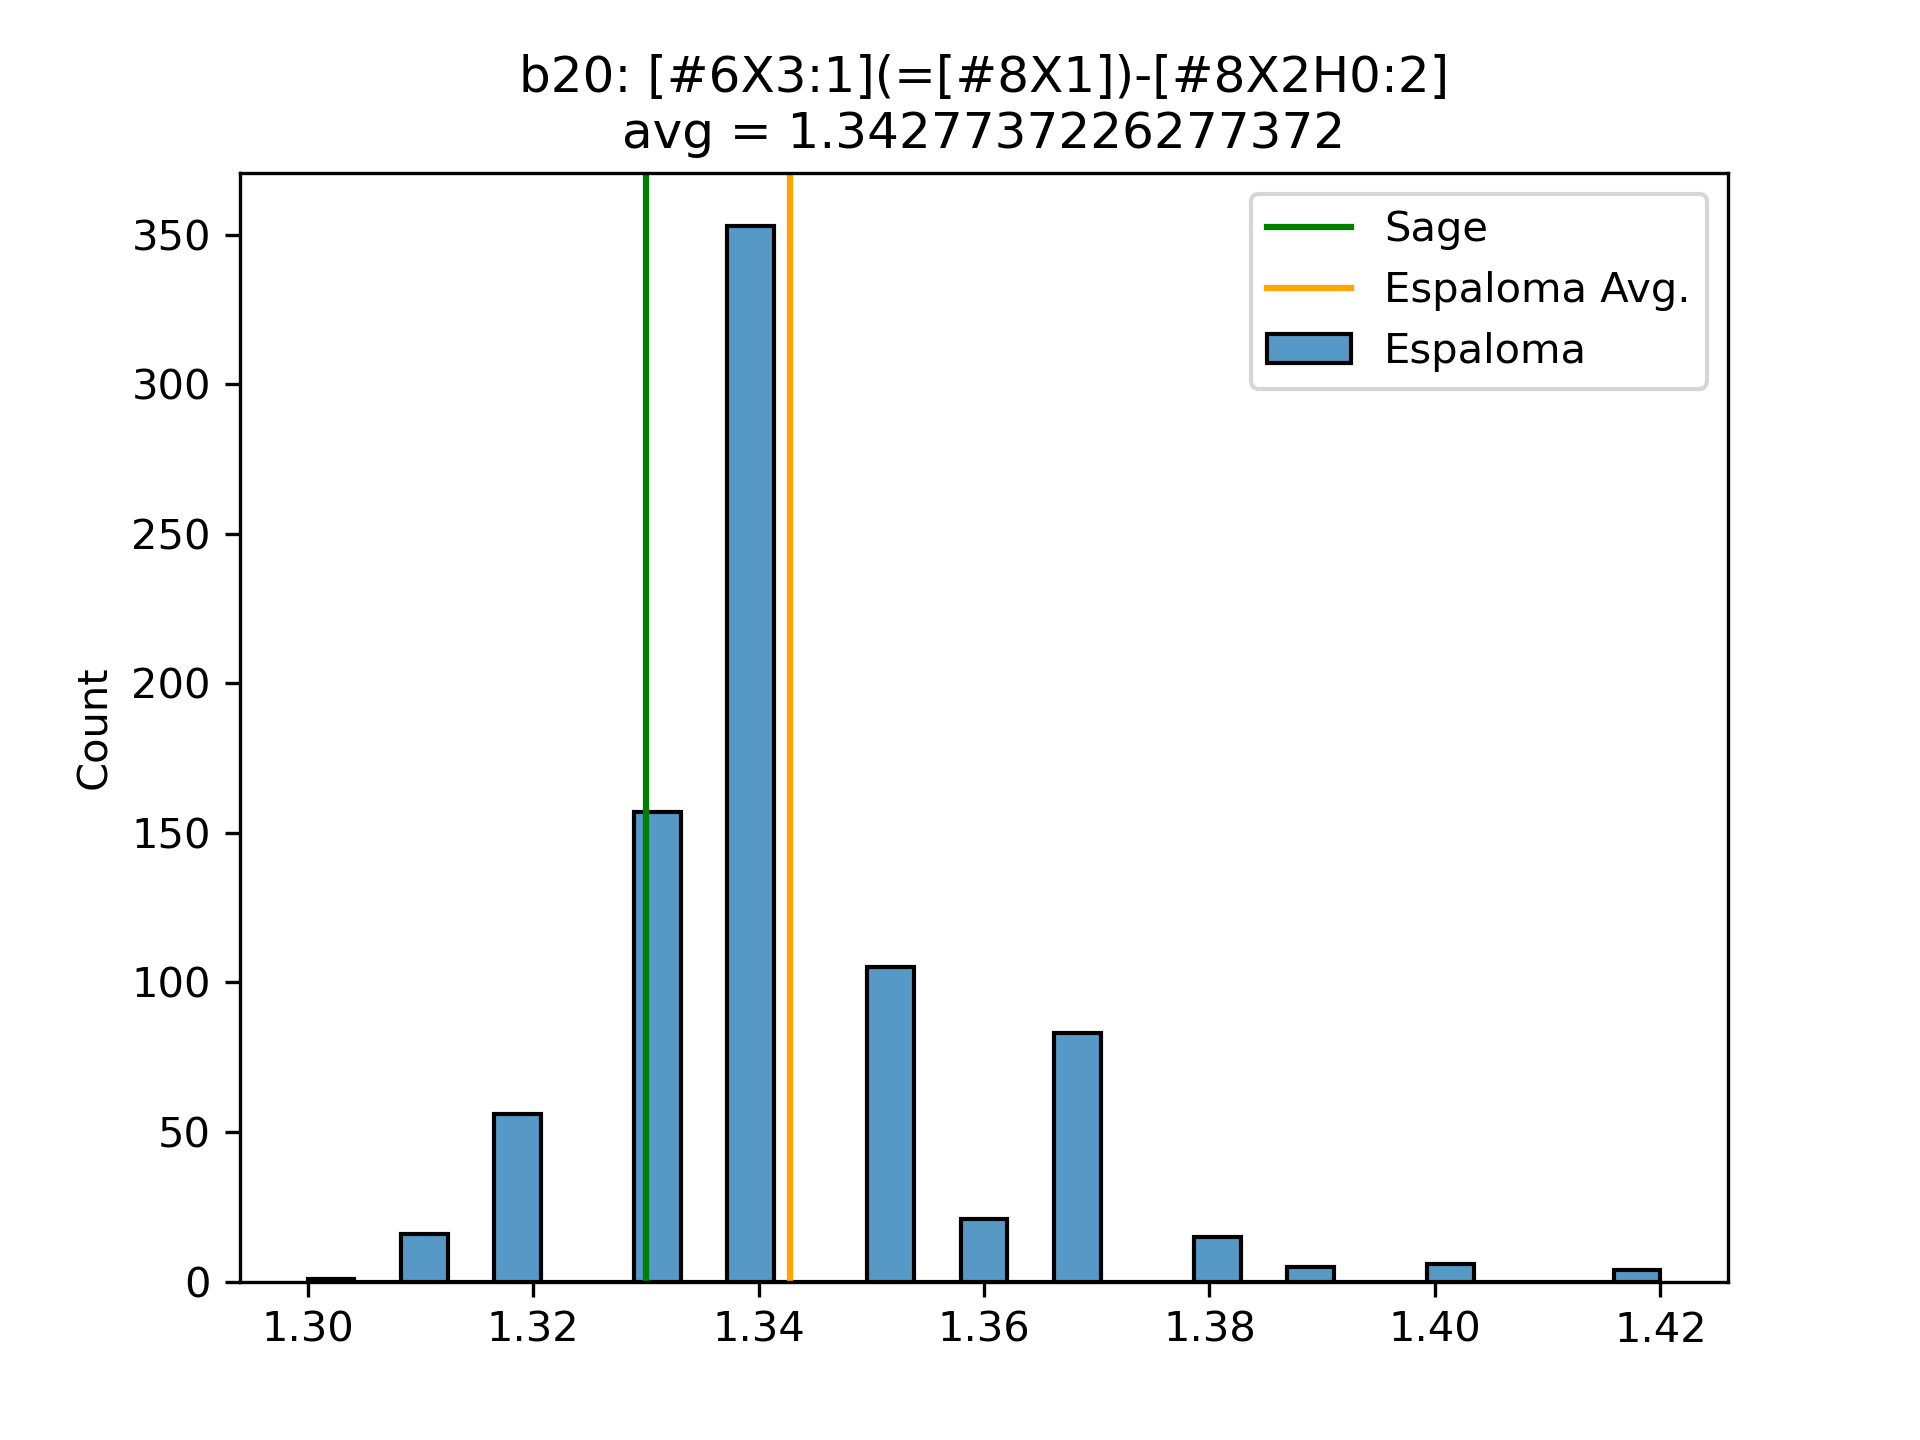 b20: [#6X3:1](=[#8X1])-[#8X2H0:2]
avg = 1.3427737226277372
Sage
Espaloma Avg.
Espaloma
Count
350
300
250
200
150
100
50
0
1.30 1.32 1.34 1.36 1.38 1.40 1.42